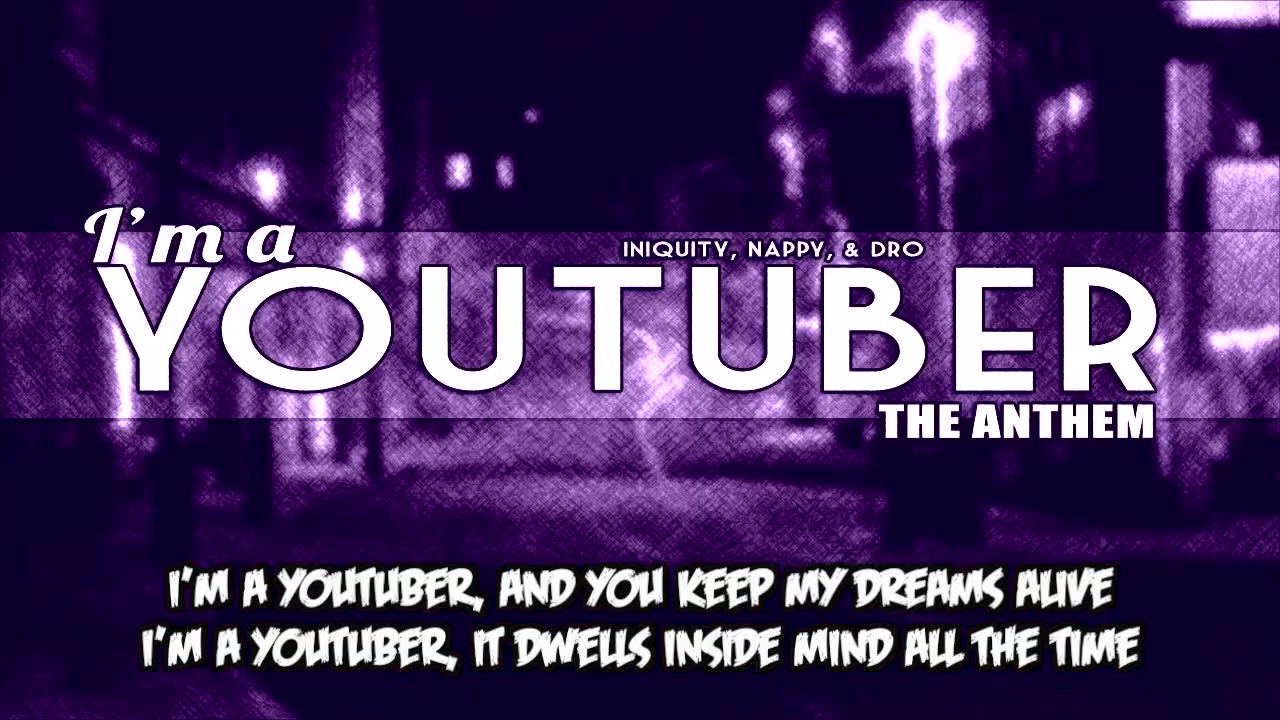 I'm a
INIQUITY, NAPPY, & DRO
YOUTUBER
THE ANTHEM
I'M A YOUTUBER, AND YOU KEEP MY DREAMS ALIVE
I'M A YOUTUBER, IT DWELLS INSIDE MIND ALL THE TIME